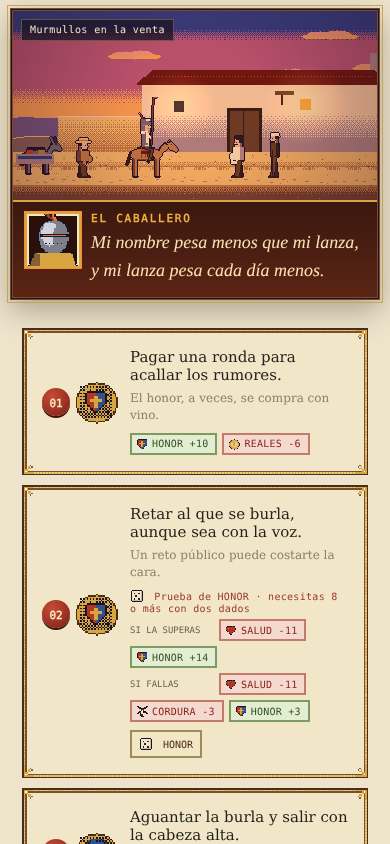 Murmullos en la venta
EL CABALLERO
Mi nombre pesa menos que mi lanza,
y mi lanza pesa cada día menos.
01
Pagar una ronda para
acallar los rumores.
El honor, a veces, se compra con
vino.
HONOR +10 REALES -6
02
Retar al que se burla,
aunque sea con la voz.
Un reto público puede costarte la
cara.
Prueba de HONOR · necesitas 8
o más con dos dados
SI LA SUPERAS SALUD -11
HONOR +14
SI FALLAS SALUD -11
CORDURA -3 HONOR +3
HONOR
Aguantar la burla y salir con
la cabeza alta.